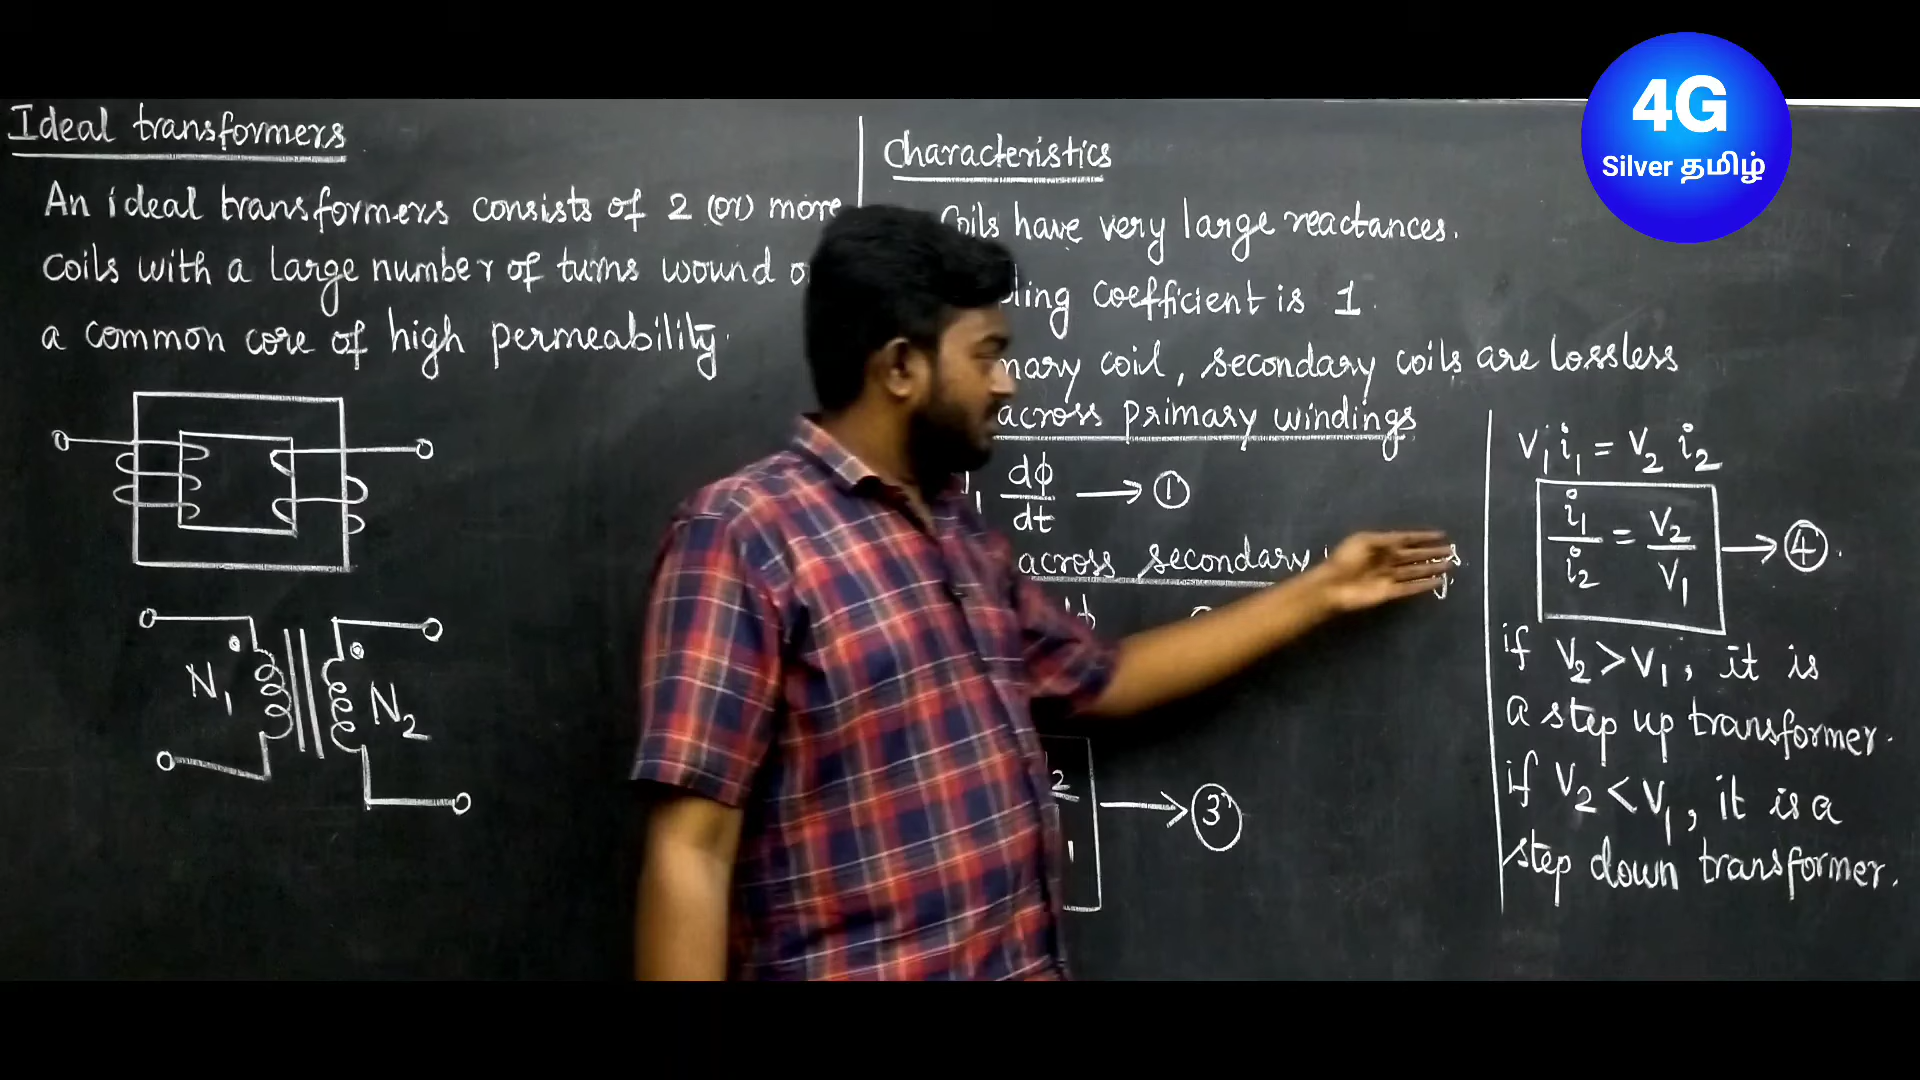 4G
Silver தமிழ்
Ideal transformers
An ideal transformers consists of 2 (or) more
coils with a large number of turns wound
a common core of high permeability.
N₁
N₂
Characteristics
Coils have very large reactances.
coefficient is 1.
coil, secondary coils are lossless
across primary windings
dϕ/dt → ①
across secondary
→ ③
V₁ i₁ = V₂ i₂
i₁/i₂ = V₂/V₁ → ④.
if V₂ > V₁, it is
a step up transformer.
if V₂ < V₁, it is a
step down transformer.